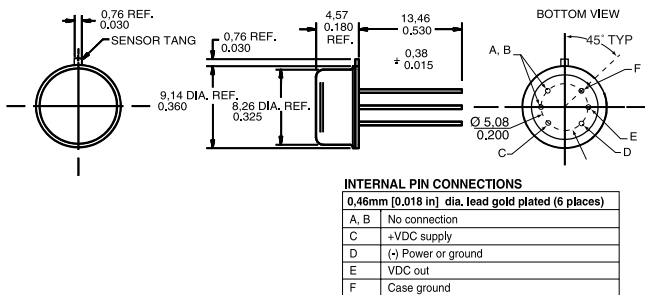 0,76 REF.
0.030
SENSOR TANG
0,76 REF.
0.030
9,14 DIA. REF.
0.360
8,26 DIA. REF.
0.325
4,57
0.180
REF.
13,46
0.530
+ 0,38
- 0.015
BOTTOM VIEW
45° TYP
A, B
F
Ø 5,08
0.200
E
C
D
INTERNAL PIN CONNECTIONS
0,46mm [0.018 in] dia. lead gold plated (6 places)
A, B No connection
C +VDC supply
D (-) Power or ground
E VDC out
F Case ground